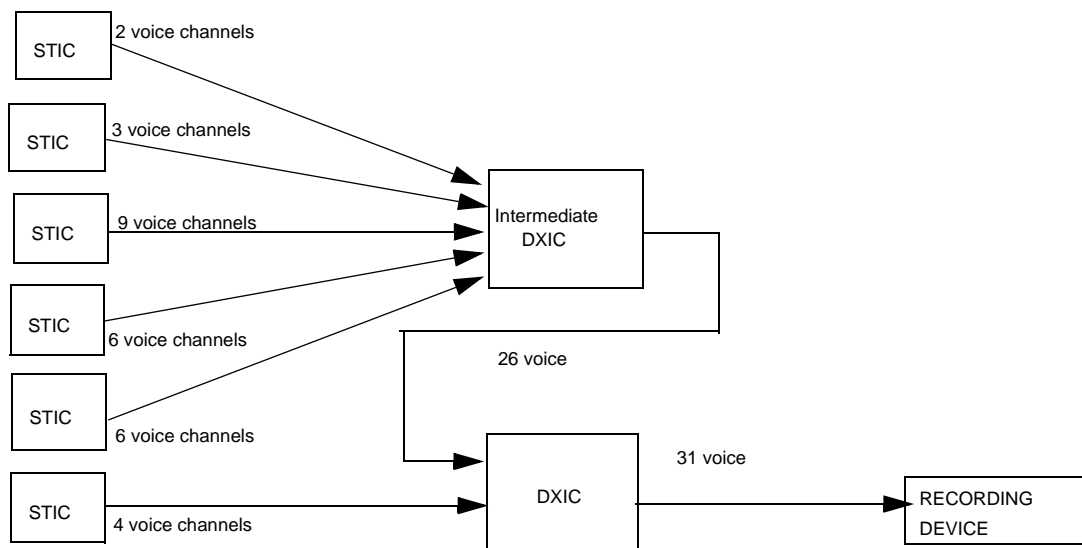 2 voice channels
STIC
3 voice channels
STIC
9 voice channels
STIC
Intermediate
DXIC
STIC
6 voice channels
26 voice
STIC
6 voice channels
31 voice
STIC
4 voice channels
DXIC
RECORDING
DEVICE